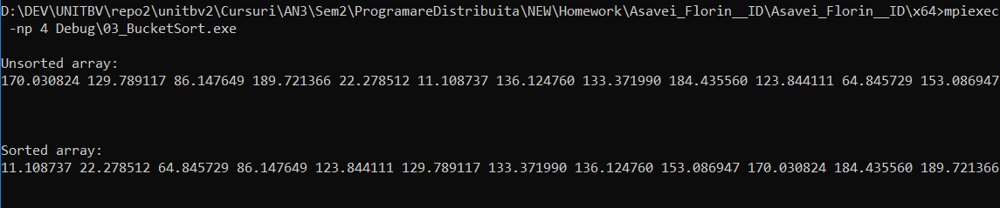 D:\DEV\UNITBV\repo2\unitbv2\Cursuri\AN3\Sem2\ProgramareDistribuita\NEW\Homework\Asavei_Florin__ID\Asavei_Florin__ID\x64>mpiexec
-np 4 Debug\03_BucketSort.exe
Unsorted array:
170.030824 129.789117 86.147649 189.721366 22.278512 11.108737 136.124760 133.371990 184.435560 123.844111 64.845729 153.086947
Sorted array:
11.108737 22.278512 64.845729 86.147649 123.844111 129.789117 133.371990 136.124760 153.086947 170.030824 184.435560 189.721366